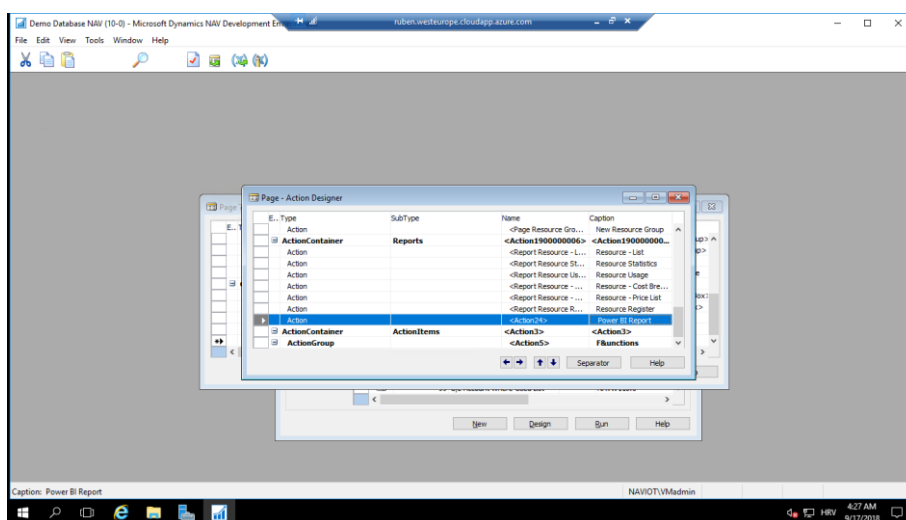 Demo Database NAV (10-0) - Microsoft Dynamics NAV Development En
ruben.westeurope.cloudapp.azure.com
File Edit View Tools Window Help
Page - Action Designer
Page
E.. Type SubType Name Caption
Action <Page Resource Gro... New Resource Group
ActionContainer Reports <Action1900000006> <Action190000000...
Action <Report Resource - L... Resource - List
Action <Report Resource St... Resource Statistics
Action <Report Resource Us... Resource Usage
Action <Report Resource - ... Resource - Cost Bre...
Action <Report Resource - ... Resource - Price List
Action <Report Resource R... Resource Register
Action <Action24> Power BI Report
ActionContainer ActionItems <Action3> <Action3>
ActionGroup <Action5> F&unctions
Separator Help
New Design Run Help
Caption: Power BI Report NAVIOT\VMadmin
HRV 4:27 AM
9/17/2018